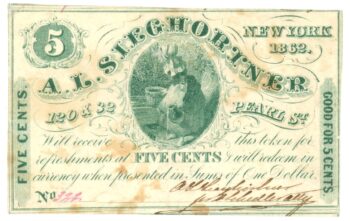 5
NEW YORK
1862.
A. L. SIEGHORTNER
120 & 32 PEARL St.
Will receive This token for
refreshments at FIVE CENTS & will redeem in
currency when presented in Sums of One Dollar.
FIVE CENTS.
GOOD FOR 5 CENTS
No